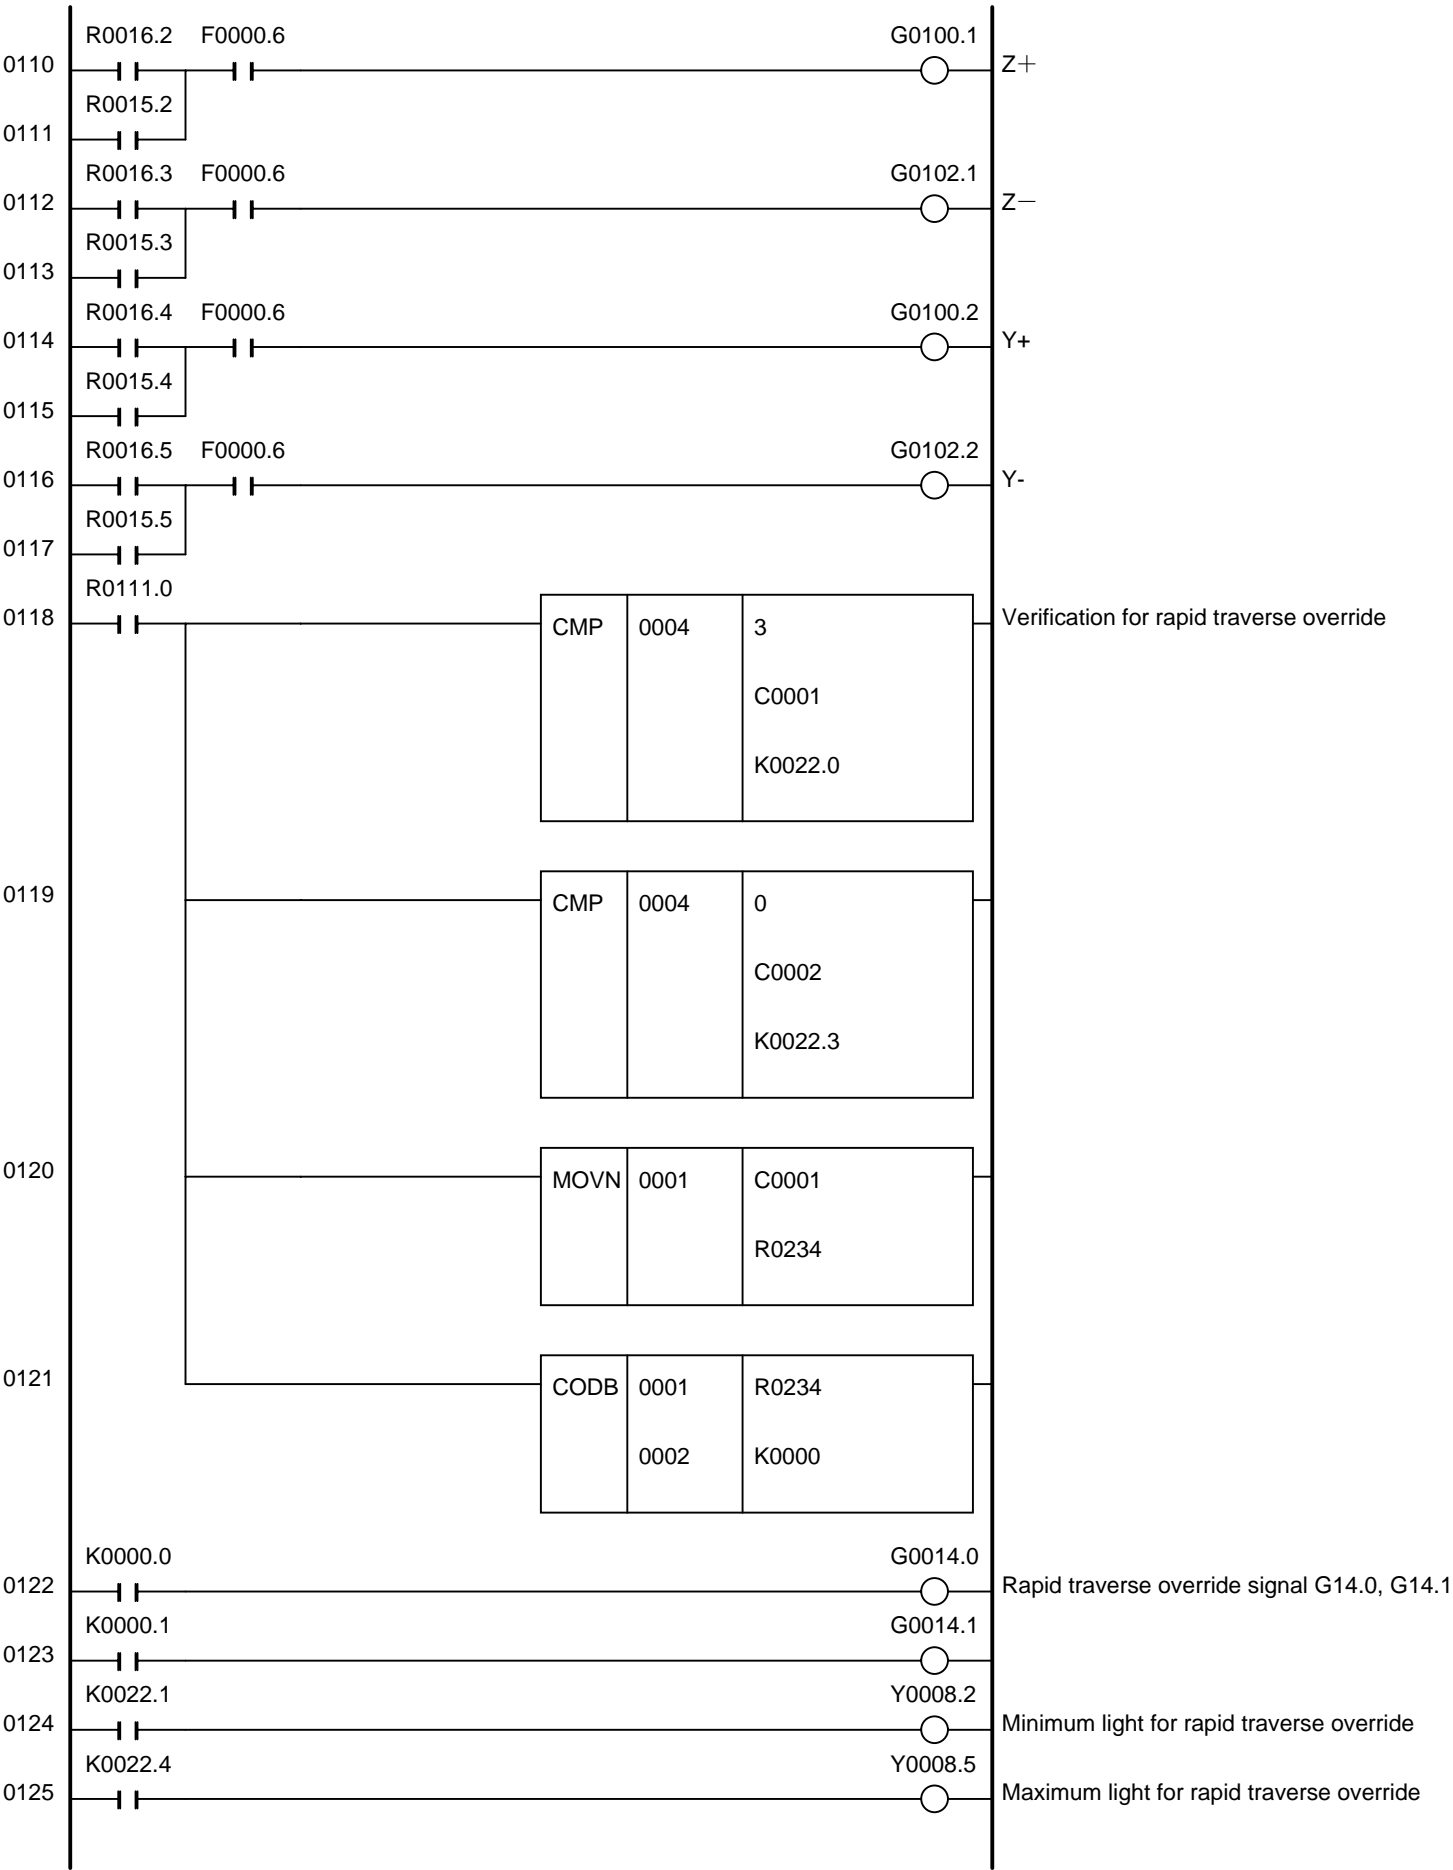 R0016.2 F0000.6 G0100.1
0110 Z+
R0015.2
0111
R0016.3 F0000.6 G0102.1
0112 Z－
R0015.3
0113
R0016.4 F0000.6 G0100.2
0114 Y+
R0015.4
0115
R0016.5 F0000.6 G0102.2
0116 Y-
R0015.5
0117
R0111.0
0118 CMP 0004 3 Verification for rapid traverse override
C0001
K0022.0
0119 CMP 0004 0
C0002
K0022.3
0120 MOVN 0001 C0001
R0234
0121 CODB 0001 R0234
0002 K0000
K0000.0 G0014.0
0122 Rapid traverse override signal G14.0, G14.1
K0000.1 G0014.1
0123
K0022.1 Y0008.2
0124 Minimum light for rapid traverse override
K0022.4 Y0008.5
0125 Maximum light for rapid traverse override